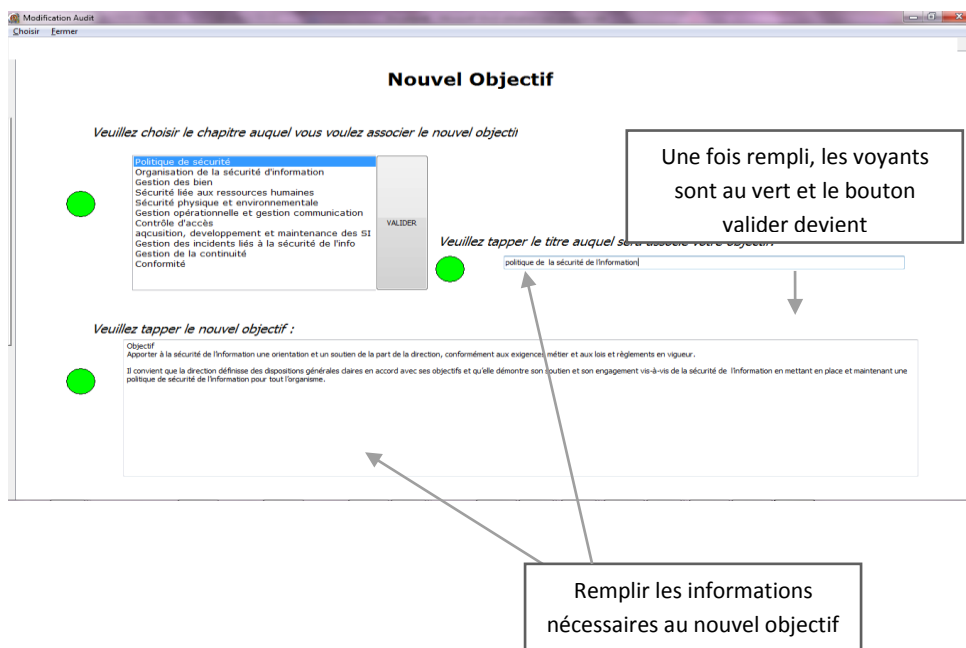 Modification Audit
Choisir Fermer
Nouvel Objectif
Veuillez choisir le chapitre auquel vous voulez associer le nouvel objectif
Politique de sécurité
Organisation de la sécurité d'information
Gestion des bien
Sécurité liée aux ressources humaines
Sécurité physique et environnementale
Gestion opérationnelle et gestion communication
Contrôle d'accès
aqcusition, developpement et maintenance des SI
Gestion des incidents liés à la sécurité de l'info
Gestion de la continuité
Conformité
VALIDER
Une fois rempli, les voyants
sont au vert et le bouton
valider devient
Veuillez tapper le titre auquel sera associé votre objectif.
politique de la sécurité de l'information
Veuillez tapper le nouvel objectif :
Objectif
Apporter à la sécurité de l'information une orientation et un soutien de la part de la direction, conformément aux exigences métier et aux lois et règlements en vigueur.
Il convient que la direction définisse des dispositions générales claires en accord avec ses objectifs et qu'elle démontre son soutien et son engagement vis-à-vis de la sécurité de l'information en mettant en place et maintenant une
politique de sécurité de l'information pour tout l'organisme.
Remplir les informations
nécessaires au nouvel objectif